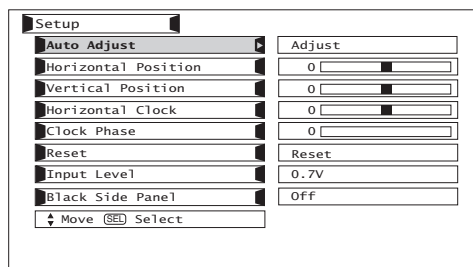 Setup
Auto Adjust Adjust
Horizontal Position 0
Vertical Position 0
Horizontal Clock 0
Clock Phase 0
Reset Reset
Input Level 0.7V
Black Side Panel Off
Move SEL Select